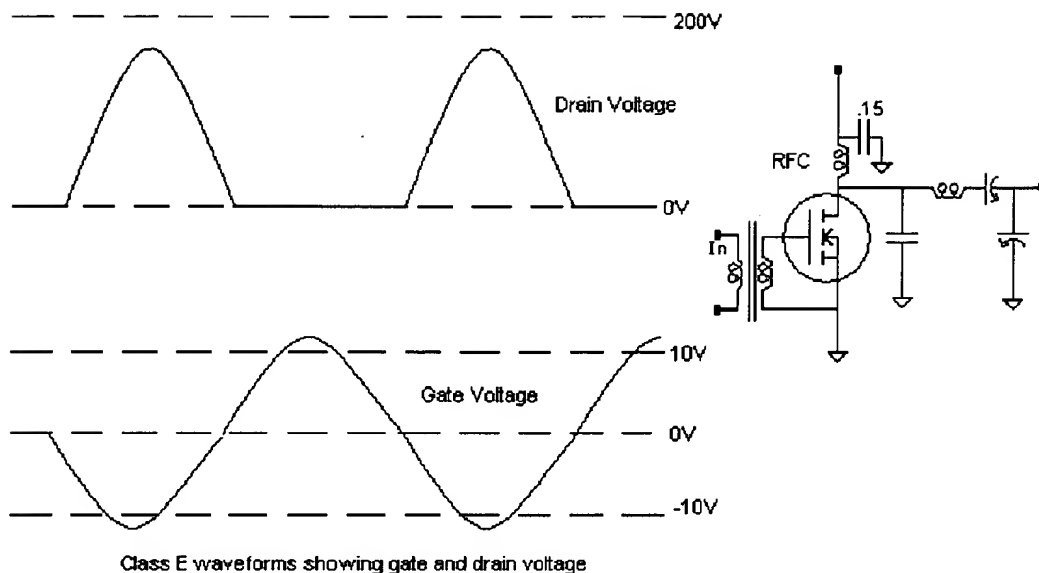 200V
Drain Voltage
0V
.15
RFC
In
10V
Gate Voltage
0V
-10V
Class E waveforms showing gate and drain voltage